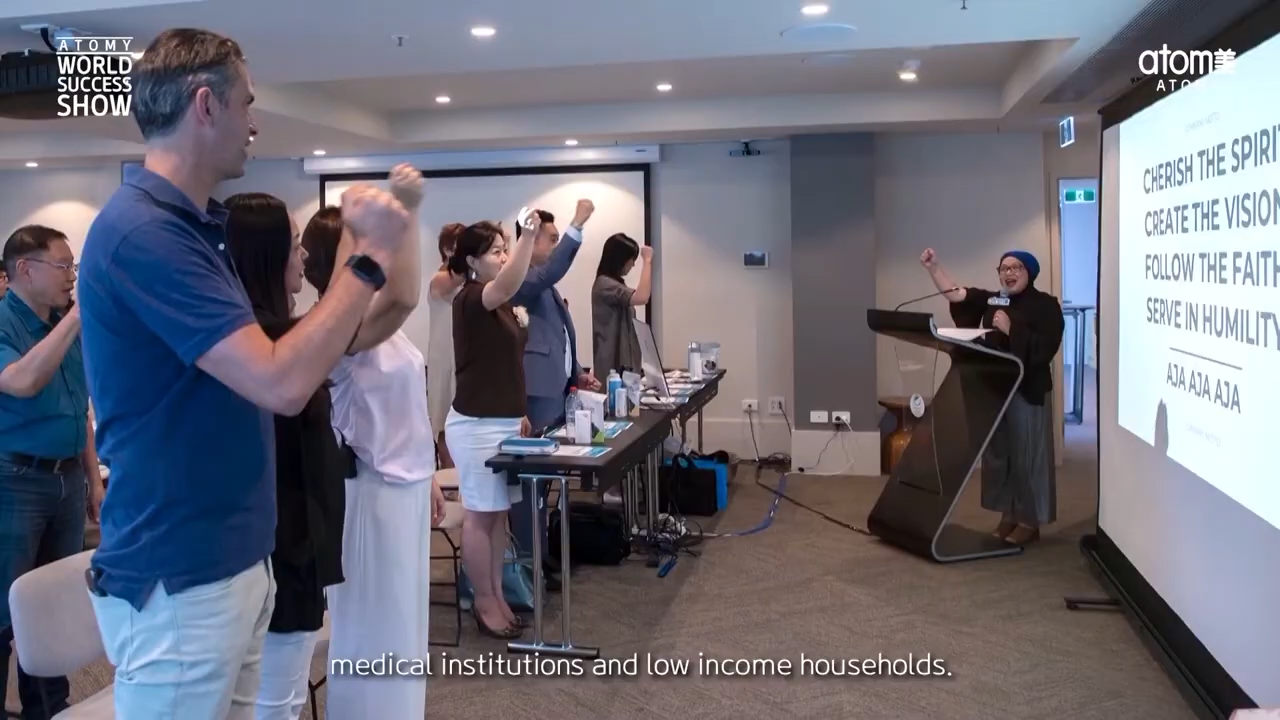 ATOMY
WORLD
SUCCESS
SHOW
atom美
CHERISH THE SPIRI
CREATE THE VISION
FOLLOW THE FAITH
SERVE IN HUMILITY
AJA AJA AJA
medical institutions and low income households.